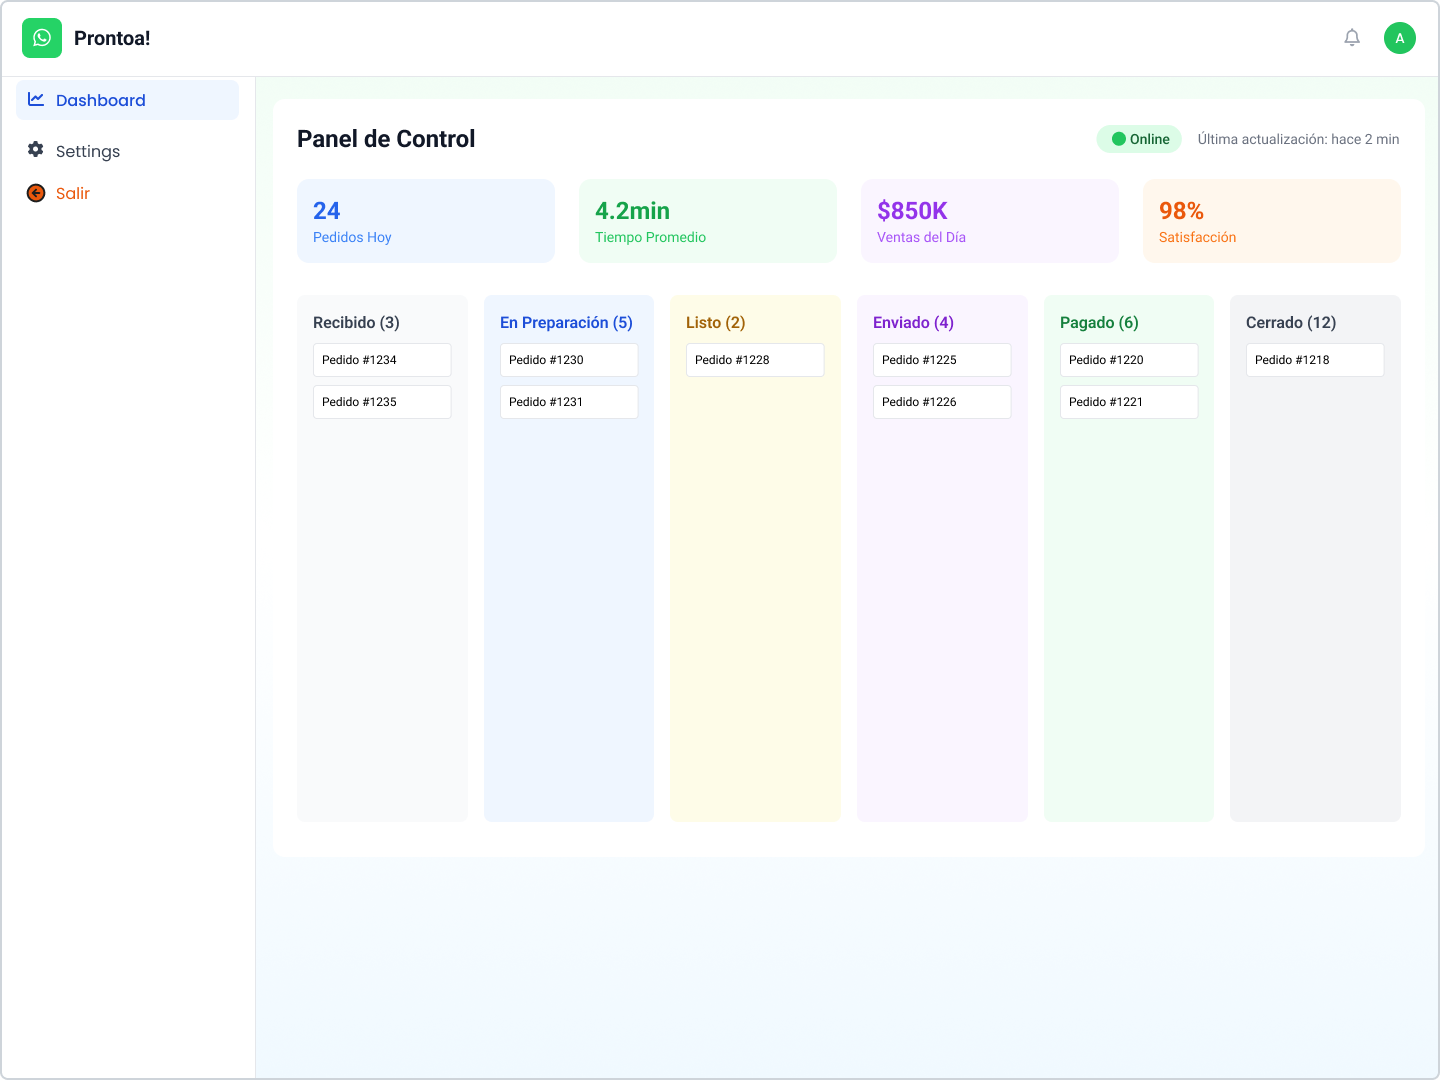 Prontoa!
A
Dashboard
Settings
Salir
Panel de Control
Online
Última actualización: hace 2 min
24
Pedidos Hoy
4.2min
Tiempo Promedio
$850K
Ventas del Día
98%
Satisfacción
Recibido (3)
Pedido #1234
Pedido #1235
En Preparación (5)
Pedido #1230
Pedido #1231
Listo (2)
Pedido #1228
Enviado (4)
Pedido #1225
Pedido #1226
Pagado (6)
Pedido #1220
Pedido #1221
Cerrado (12)
Pedido #1218